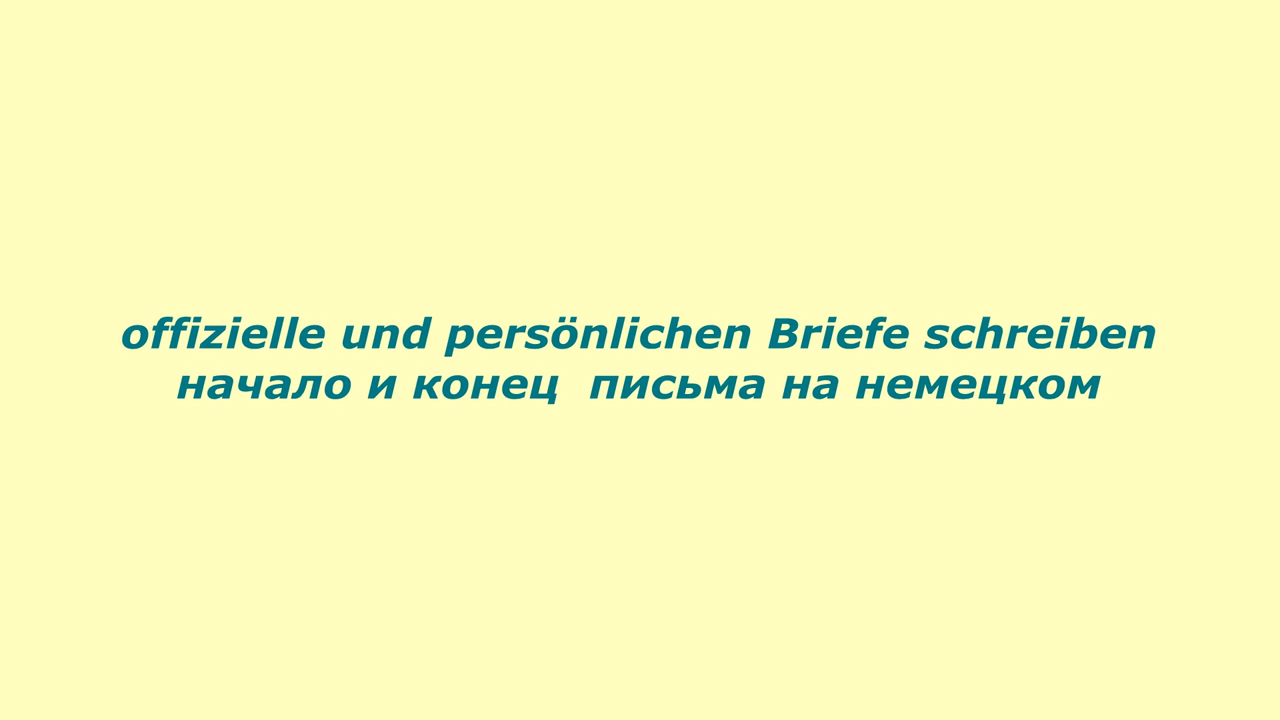 offizielle und persönlichen Briefe schreiben
начало и конец  письма на немецком